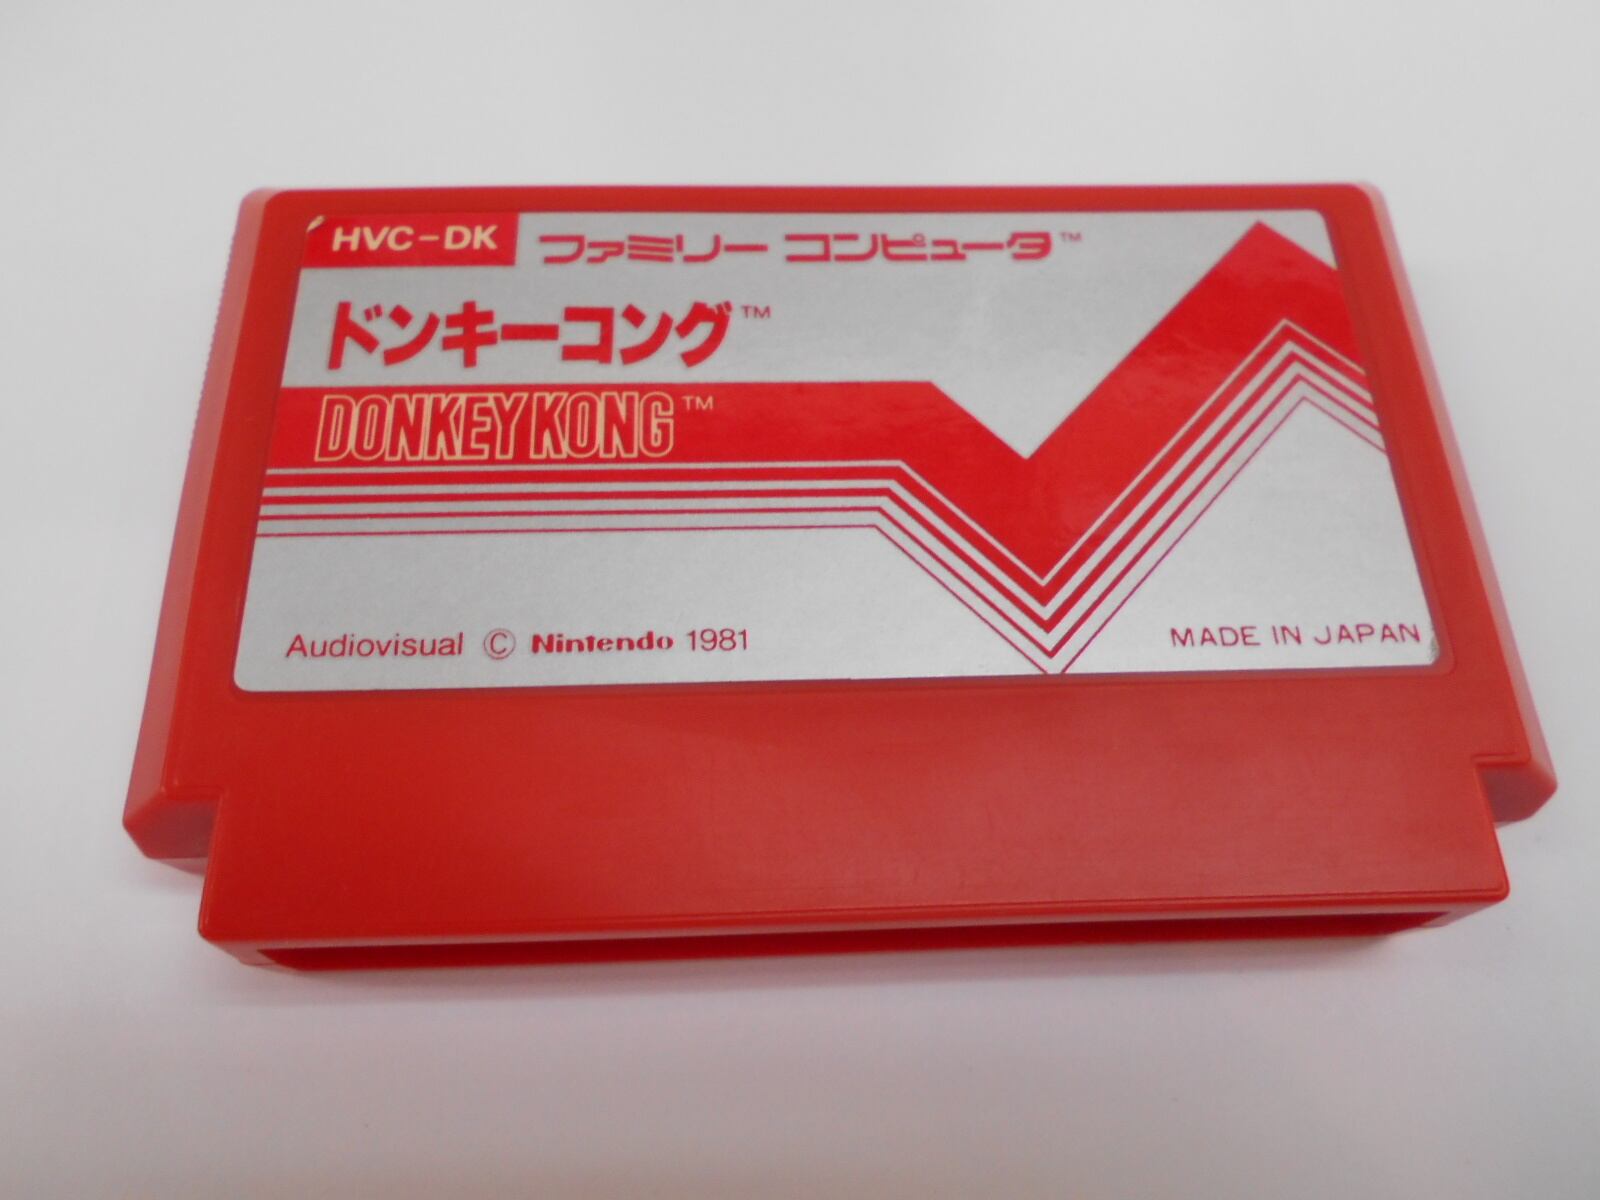 HVC-DK ファミリー コンピュータ™
ドンキーコング™
DONKEY KONG™
Audiovisual © Nintendo 1981
MADE IN JAPAN